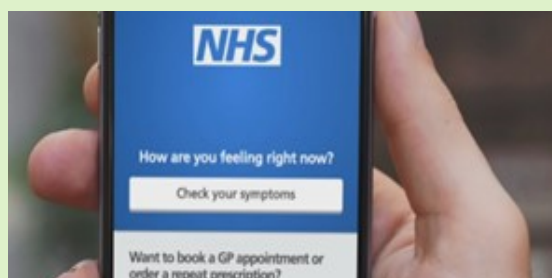 NHS
How are you feeling right now?
Check your symptoms
Want to book a GP appointment or
order a repeat prescription?